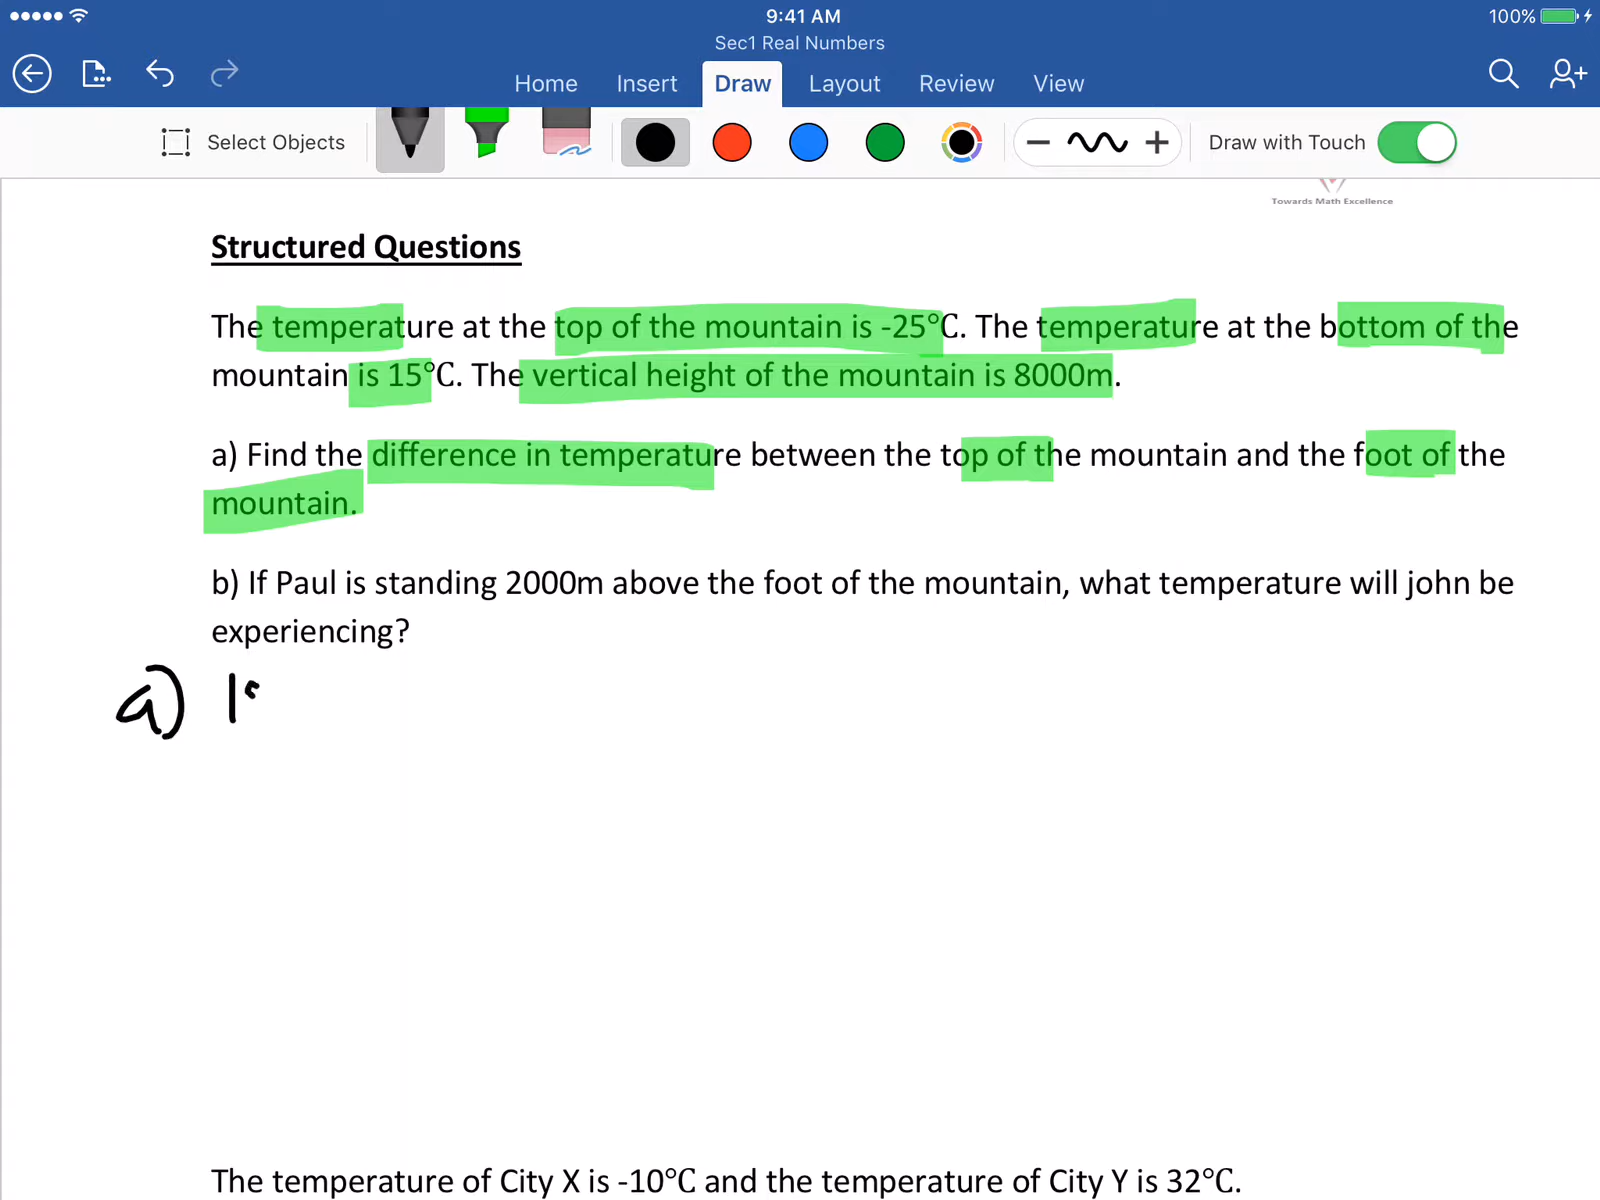 9:41 AM
100%
Sec1 Real Numbers
Home Insert Draw Layout Review View
Select Objects
Draw with Touch
Towards Math Excellence
Structured Questions
The temperature at the top of the mountain is -25°C. The temperature at the bottom of the
mountain is 15°C. The vertical height of the mountain is 8000m.
a) Find the difference in temperature between the top of the mountain and the foot of the
mountain.
b) If Paul is standing 2000m above the foot of the mountain, what temperature will john be
experiencing?
a) 1
The temperature of City X is -10°C and the temperature of City Y is 32°C.